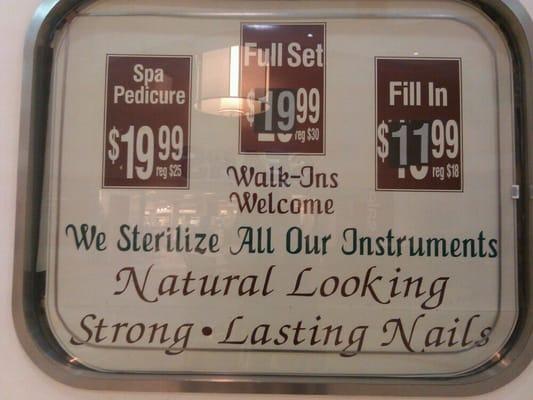 Spa
Pedicure
$19.99
reg $25
Full Set
$19.99
reg $30
Fill In
$11.99
reg $18
Walk-Ins
Welcome
We Sterilize All Our Instruments
Natural Looking
Strong • Lasting Nails